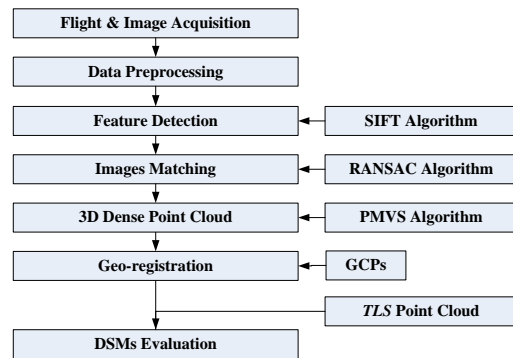 Flight & Image Acquisition
Data Preprocessing
Feature Detection
SIFT Algorithm
Images Matching
RANSAC Algorithm
3D Dense Point Cloud
PMVS Algorithm
Geo-registration
GCPs
TLS Point Cloud
DSMs Evaluation